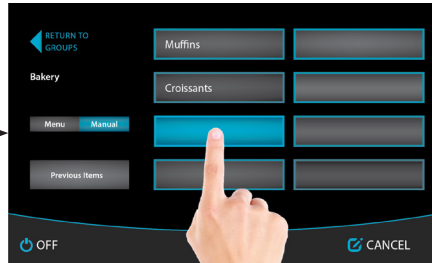 RETURN TO
GROUPS
Muffins
Bakery
Croissants
Menu
Manual
Previous Items
OFF
CANCEL